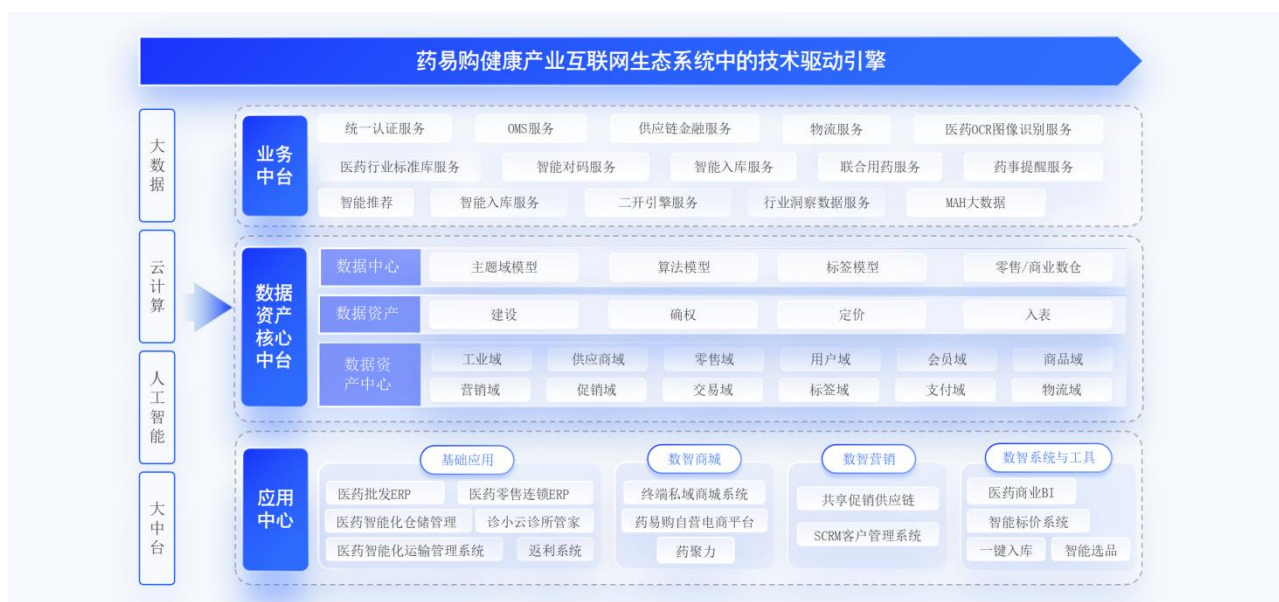 药易购健康产业互联网生态系统中的技术驱动引擎
大数据
云计算
人工智能
大中台
业务中台
统一认证服务 OMS服务 供应链金融服务 物流服务 医药OCR图像识别服务
医药行业标准库服务 智能对码服务 智能入库服务 联合用药服务 药事提醒服务
智能推荐 智能入库服务 二开引擎服务 行业洞察数据服务 MAH大数据
数据资产核心中台
数据中心 主题域模型 算法模型 标签模型 零售/商业数仓
数据资产 建设 确权 定价 入表
数据资产中心
工业域 供应商域 零售域 用户域 会员域 商品域
营销域 促销域 交易域 标签域 支付域 物流域
应用中心
基础应用
医药批发ERP 医药零售连锁ERP
医药智能化仓储管理 诊小云诊所管家
医药智能化运输管理系统 返利系统
数智商城
终端私域商城系统
药易购自营电商平台
药聚力
数智营销
共享促销供应链
SCRM客户管理系统
数智系统与工具
医药商业BI
智能标价系统
一键入库 智能选品